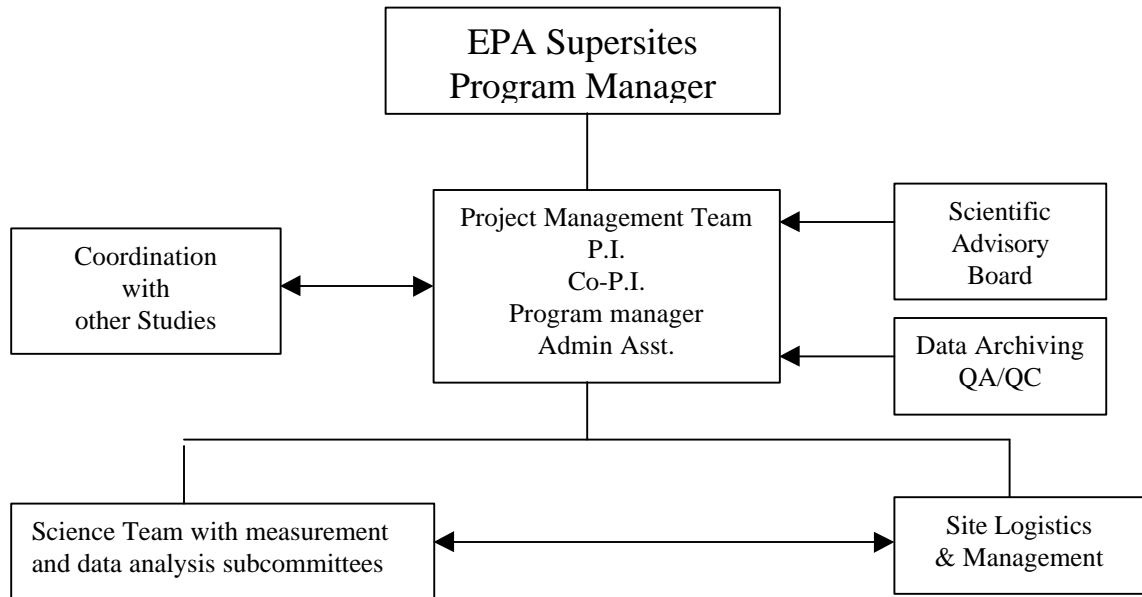 EPA Supersites
Program Manager
Project Management Team
P.I.
Co-P.I.
Program manager
Admin Asst.
Scientific
Advisory
Board
Coordination
with
other Studies
Data Archiving
QA/QC
Science Team with measurement
and data analysis subcommittees
Site Logistics
& Management